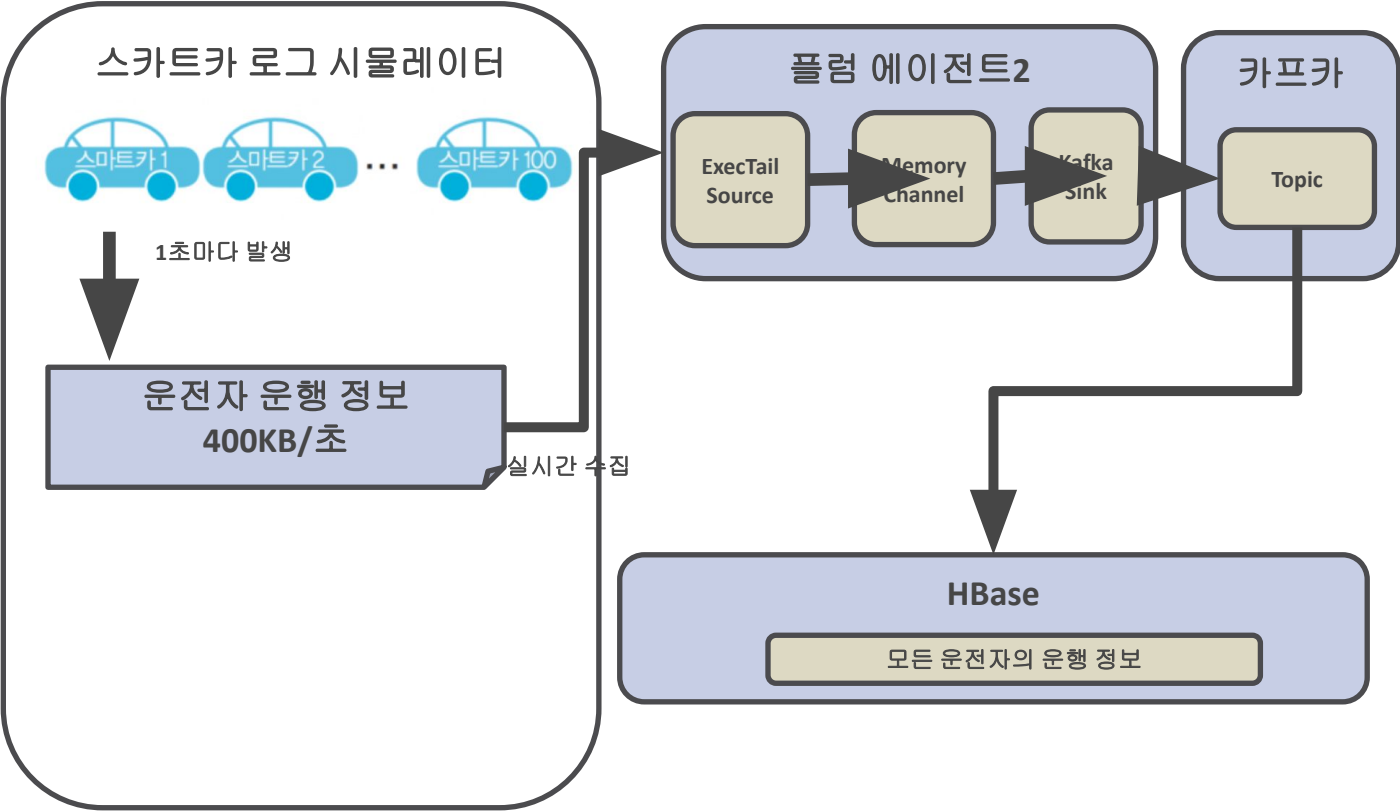 스카트카 로그 시물레이터
스마트카 1
스마트카 2
...
스마트카 100
1초마다 발생
운전자 운행 정보
400KB/초
실시간 수집
플럼 에이전트2
ExecTail
Source
Memory
Channel
Kafka
Sink
카프카
Topic
HBase
모든 운전자의 운행 정보